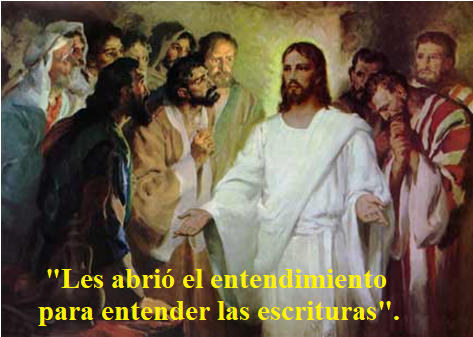 "Les abrió el entendimiento
para entender las escrituras".